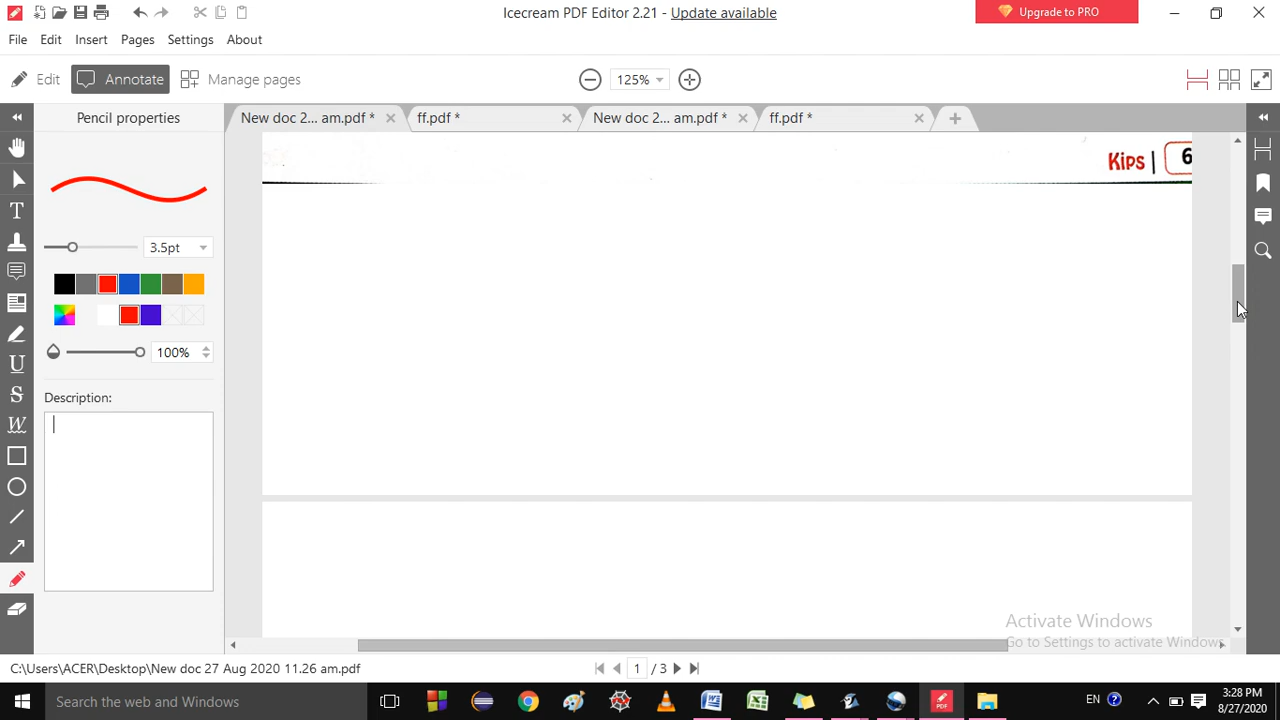 Icecream PDF Editor 2.21 - Update available
Upgrade to PRO
File Edit Insert Pages Settings About
Edit Annotate Manage pages
125%
Pencil properties
New doc 2... am.pdf *
ff.pdf *
New doc 2... am.pdf *
ff.pdf *
Kips | 6
T
3.5pt
100%
U
S
W
Description:
Activate Windows
Go to Settings to activate Windows.
C:\Users\ACER\Desktop\New doc 27 Aug 2020 11.26 am.pdf
1 / 3
Search the web and Windows
PDF
EN
3:28 PM
8/27/2020